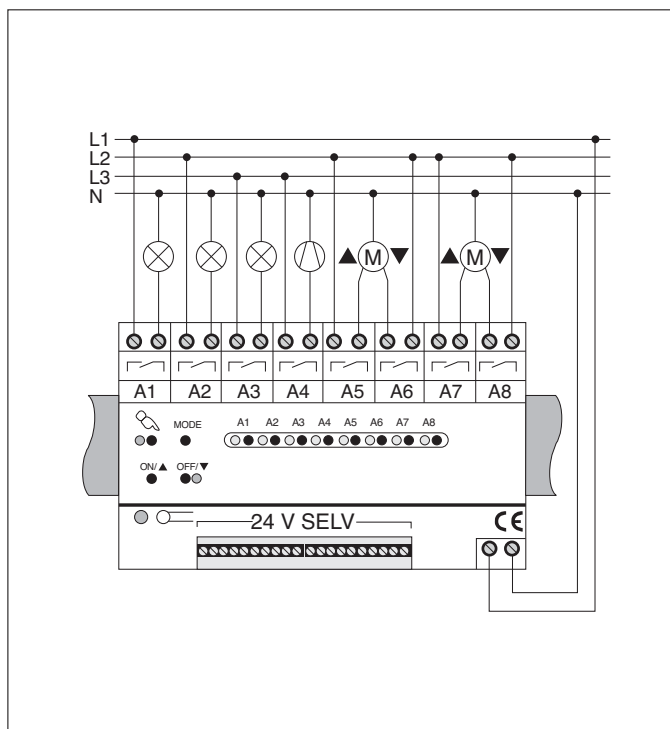 L1
L2
L3
N
M M
A1 A2 A3 A4 A5 A6 A7 A8
MODE A1 A2 A3 A4 A5 A6 A7 A8
ON/▲ OFF/▼
24 V SELV CE